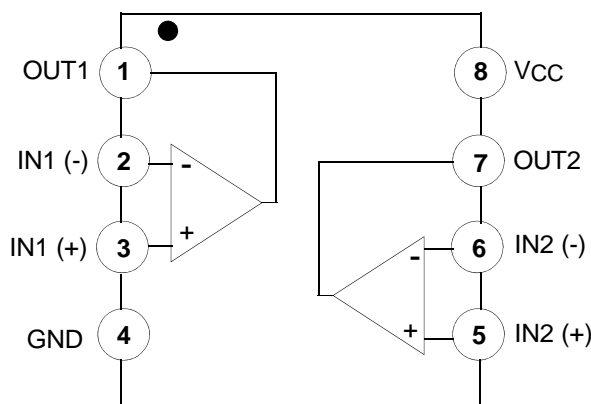 OUT1 1
8 VCC
IN1 (-) 2 -
7 OUT2
IN1 (+) 3 +
- 6 IN2 (-)
GND 4
+ 5 IN2 (+)